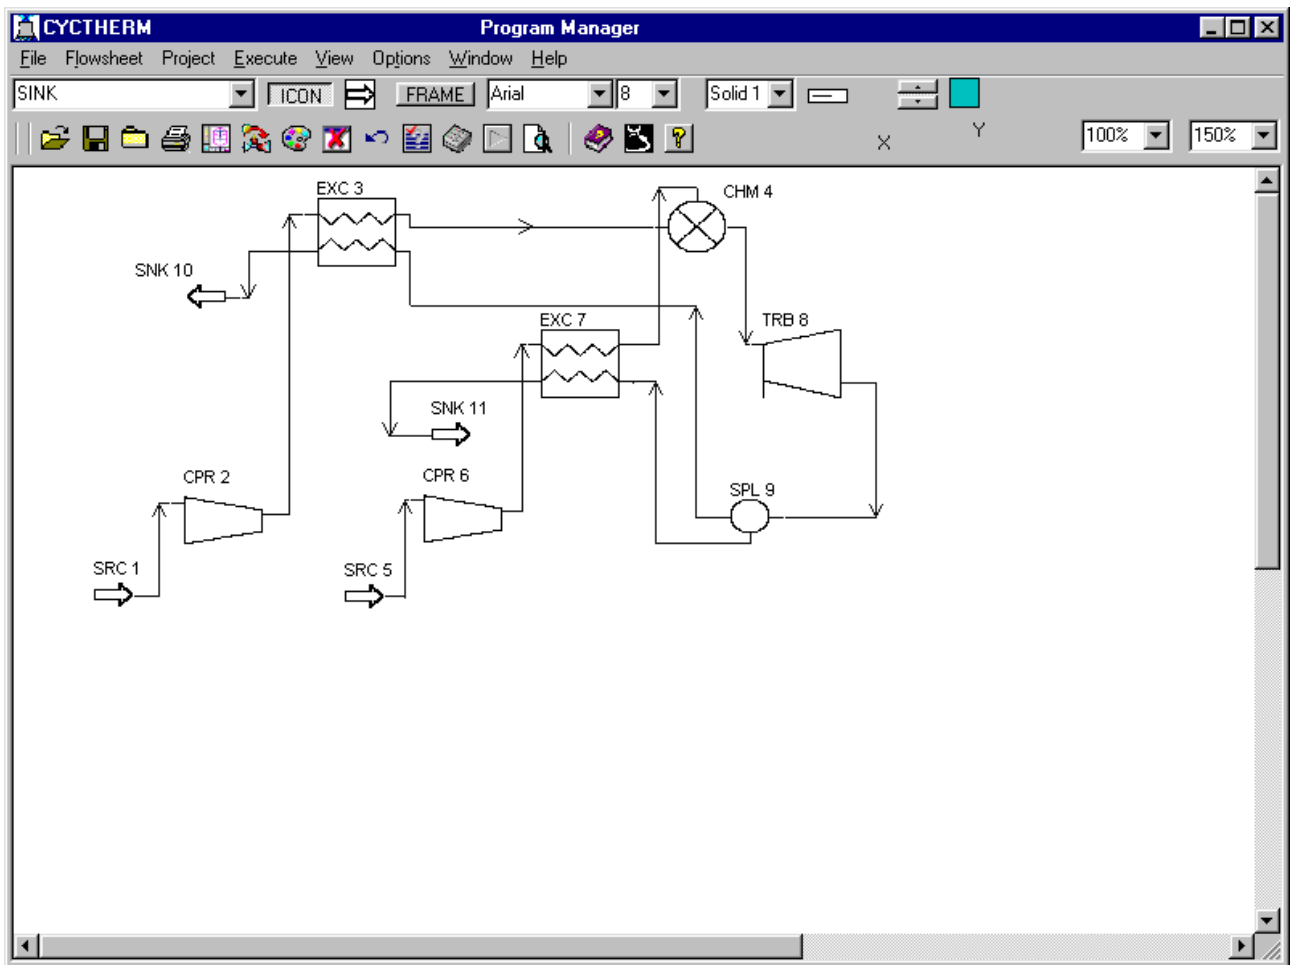 CYCTHERM Program Manager
File Flowsheet Project Execute View Options Window Help
SINK ICON FRAME Arial 8 Solid 1
X Y 100% 150%
EXC 3
CHM 4
SNK 10
EXC 7
TRB 8
SNK 11
CPR 2
CPR 6
SPL 9
SRC 1
SRC 5